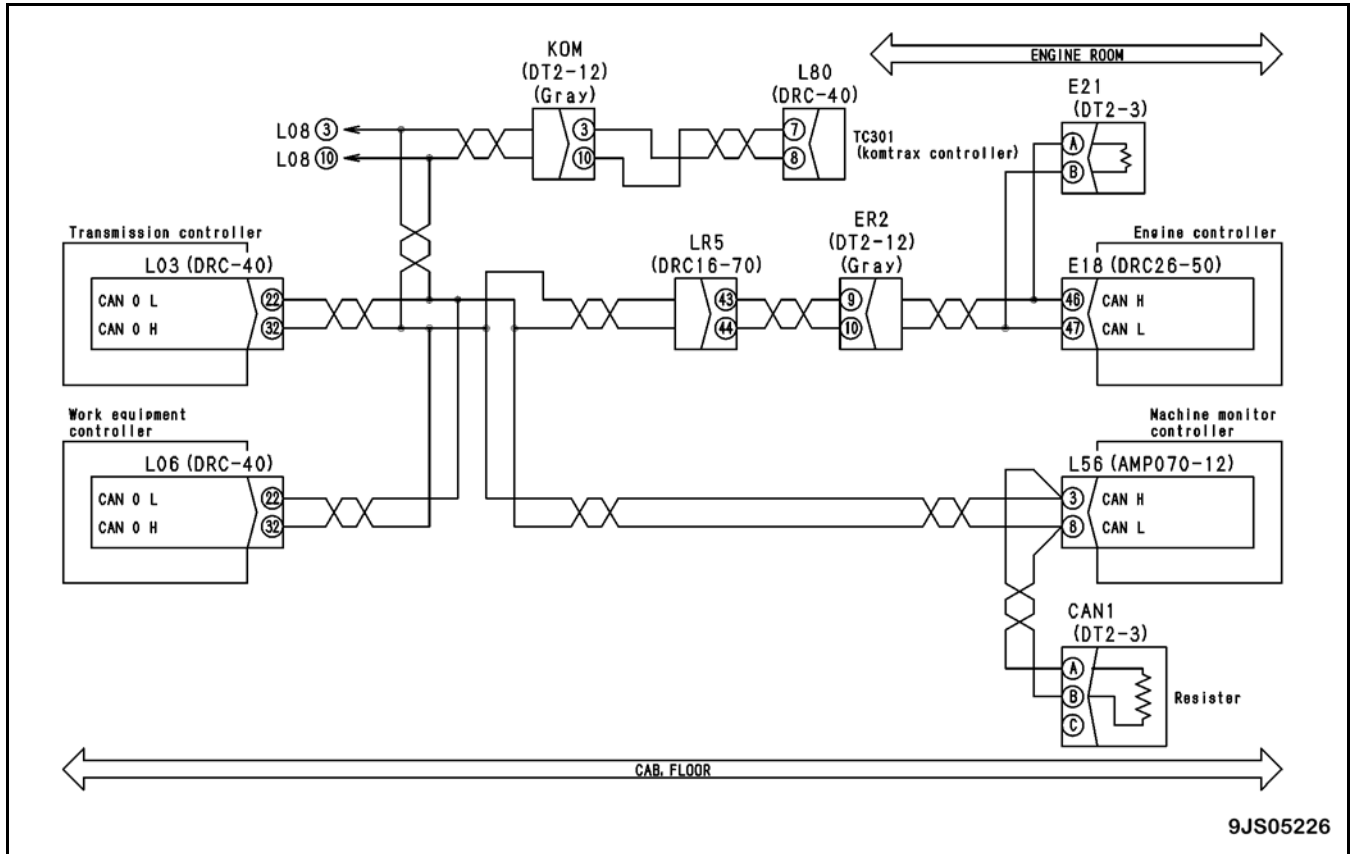 ENGINE ROOM
KOM
(DT2-12)
(Gray)
L80
(DRC-40)
E21
(DT2-3)
L08 ③
L08 ⑩
③
⑩
⑦
⑧
TC301
(komtrax controller)
Ⓐ
Ⓑ
Transmission controller
L03 (DRC-40)
CAN 0 L ㉒
CAN 0 H ㉜
LR5
(DRC16-70)
㊸
㊹
ER2
(DT2-12)
(Gray)
⑨
⑩
Engine controller
E18 (DRC26-50)
㊻ CAN H
㊼ CAN L
Work equipment
controller
L06 (DRC-40)
CAN 0 L ㉒
CAN 0 H ㉜
Machine monitor
controller
L56 (AMP070-12)
③ CAN H
⑧ CAN L
CAN1
(DT2-3)
Ⓐ
Ⓑ
Ⓒ
Resister
CAB, FLOOR
9JS05226